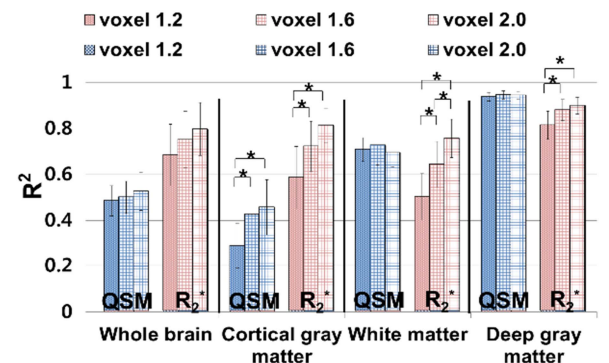 voxel 1.2 voxel 1.6 voxel 2.0
voxel 1.2 voxel 1.6 voxel 2.0
R²
1
0.8
0.6
0.4
0.2
0
* * * * * * * * *
QSM R₂* QSM R₂* QSM R₂* QSM R₂*
Whole brain Cortical gray White matter Deep gray
matter matter